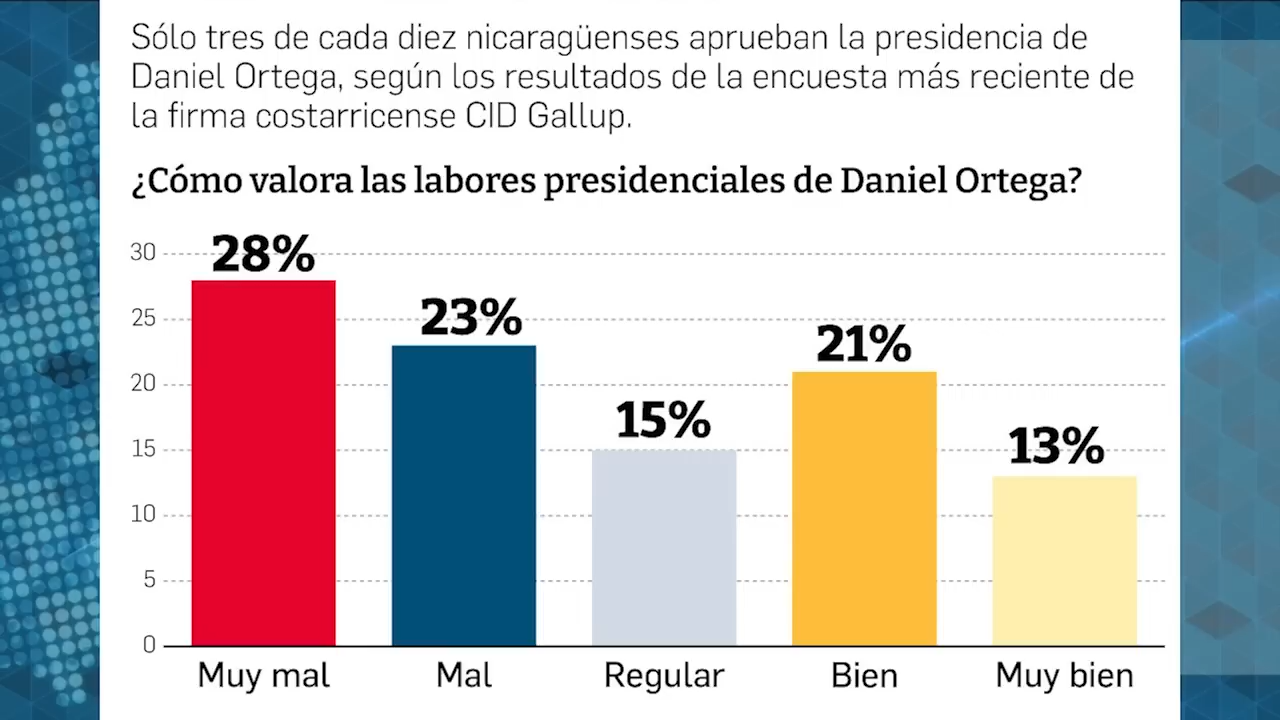 Sólo tres de cada diez nicaragüenses aprueban la presidencia de
Daniel Ortega, según los resultados de la encuesta más reciente de
la firma costarricense CID Gallup.
¿Cómo valora las labores presidenciales de Daniel Ortega?
30
25
20
15
10
5
0
28%
23%
15%
21%
13%
Muy mal
Mal
Regular
Bien
Muy bien